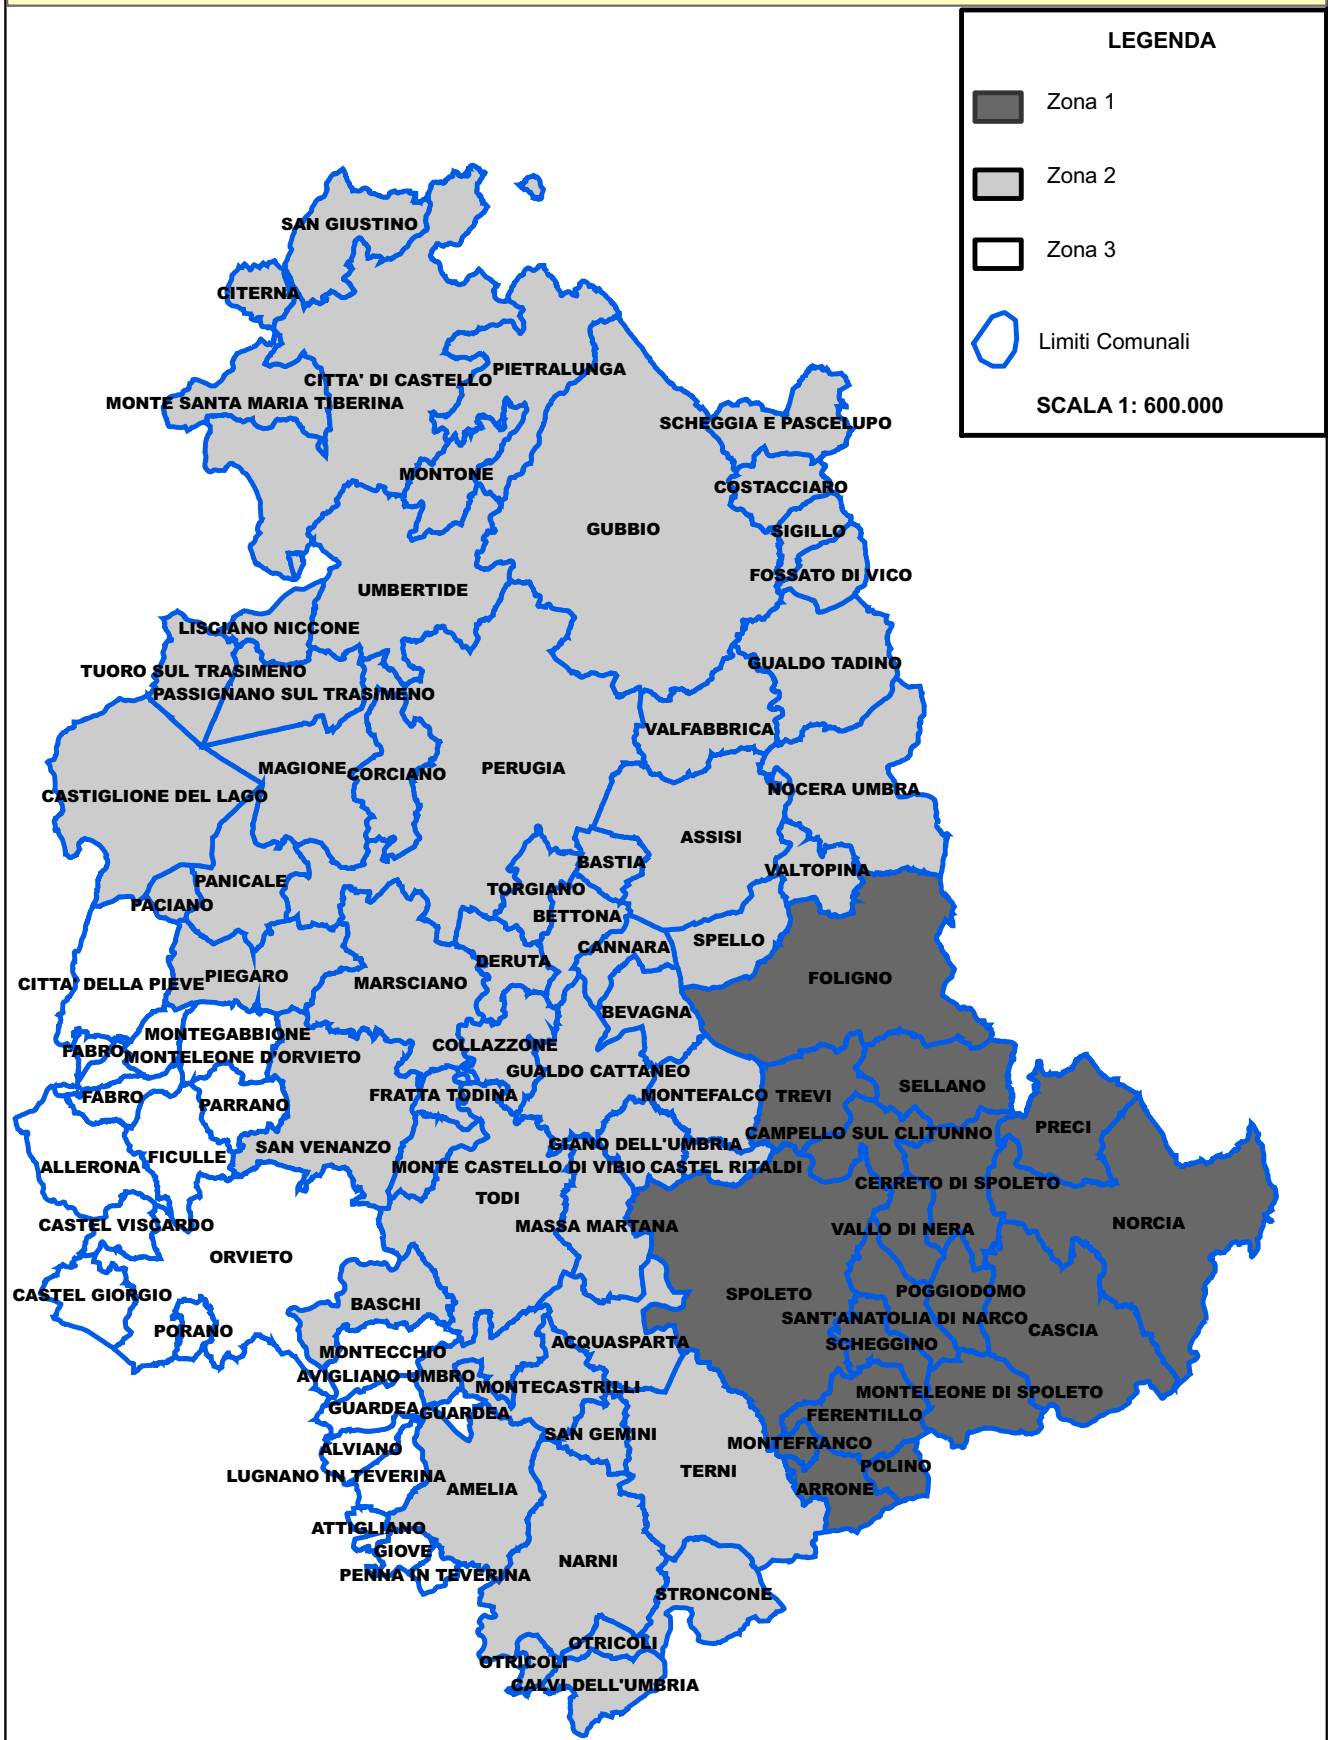 LEGENDA
Zona 1
Zona 2
Zona 3
Limiti Comunali
SCALA 1: 600.000
SAN GIUSTINO
CITERNA
PIETRALUNGA
CITTA' DI CASTELLO
MONTE SANTA MARIA TIBERINA
SCHEGGIA E PASCELUPO
MONTONE
COSTACCIARO
GUBBIO
SIGILLO
FOSSATO DI VICO
UMBERTIDE
LISCIANO NICCONE
GUALDO TADINO
TUORO SUL TRASIMENO
PASSIGNANO SUL TRASIMENO
VALFABBRICA
MAGIONE
CORCIANO
PERUGIA
NOCERA UMBRA
CASTIGLIONE DEL LAGO
ASSISI
BASTIA
VALTOPINA
PANICALE
TORGIANO
PACIANO
BETTONA
SPELLO
CANNARA
DERUTA
PIEGARO
FOLIGNO
CITTA' DELLA PIEVE
MARSCIANO
BEVAGNA
MONTEGABBIONE
COLLAZZONE
FABRO
MONTELEONE D'ORVIETO
GUALDO CATTANEO
SELLANO
FABRO
FRATTA TODINA
MONTEFALCO
TREVI
PARRANO
PRECI
CAMPELLO SUL CLITUNNO
GIANO DELL'UMBRIA
SAN VENANZO
FICULLE
ALLERONA
MONTE CASTELLO DI VIBIO
CASTEL RITALDI
CERRETO DI SPOLETO
TODI
NORCIA
CASTEL VISCARDO
MASSA MARTANA
VALLO DI NERA
ORVIETO
POGGIODOMO
CASTEL GIORGIO
SPOLETO
BASCHI
SANT'ANATOLIA DI NARCO
PORANO
CASCIA
ACQUASPARTA
SCHEGGINO
MONTECCHIO
AVIGLIANO UMBRO
MONTECASTRILLI
MONTELEONE DI SPOLETO
GUARDEA
GUARDEA
FERENTILLO
SAN GEMINI
MONTEFRANCO
ALVIANO
POLINO
TERNI
LUGNANO IN TEVERINA
AMELIA
ARRONE
ATTIGLIANO
GIOVE
NARNI
PENNA IN TEVERINA
STRONCONE
OTRICOLI
OTRICOLI
CALVI DELL'UMBRIA